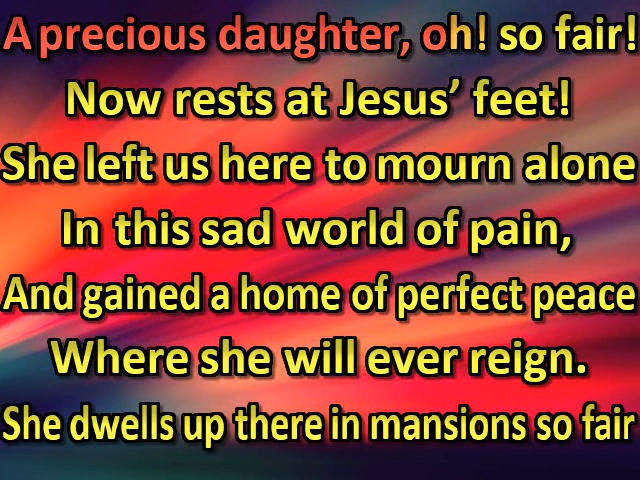 A precious daughter, oh! so fair!
Now rests at Jesus’ feet!
She left us here to mourn alone
In this sad world of pain,
And gained a home of perfect peace
Where she will ever reign.
She dwells up there in mansions so fair